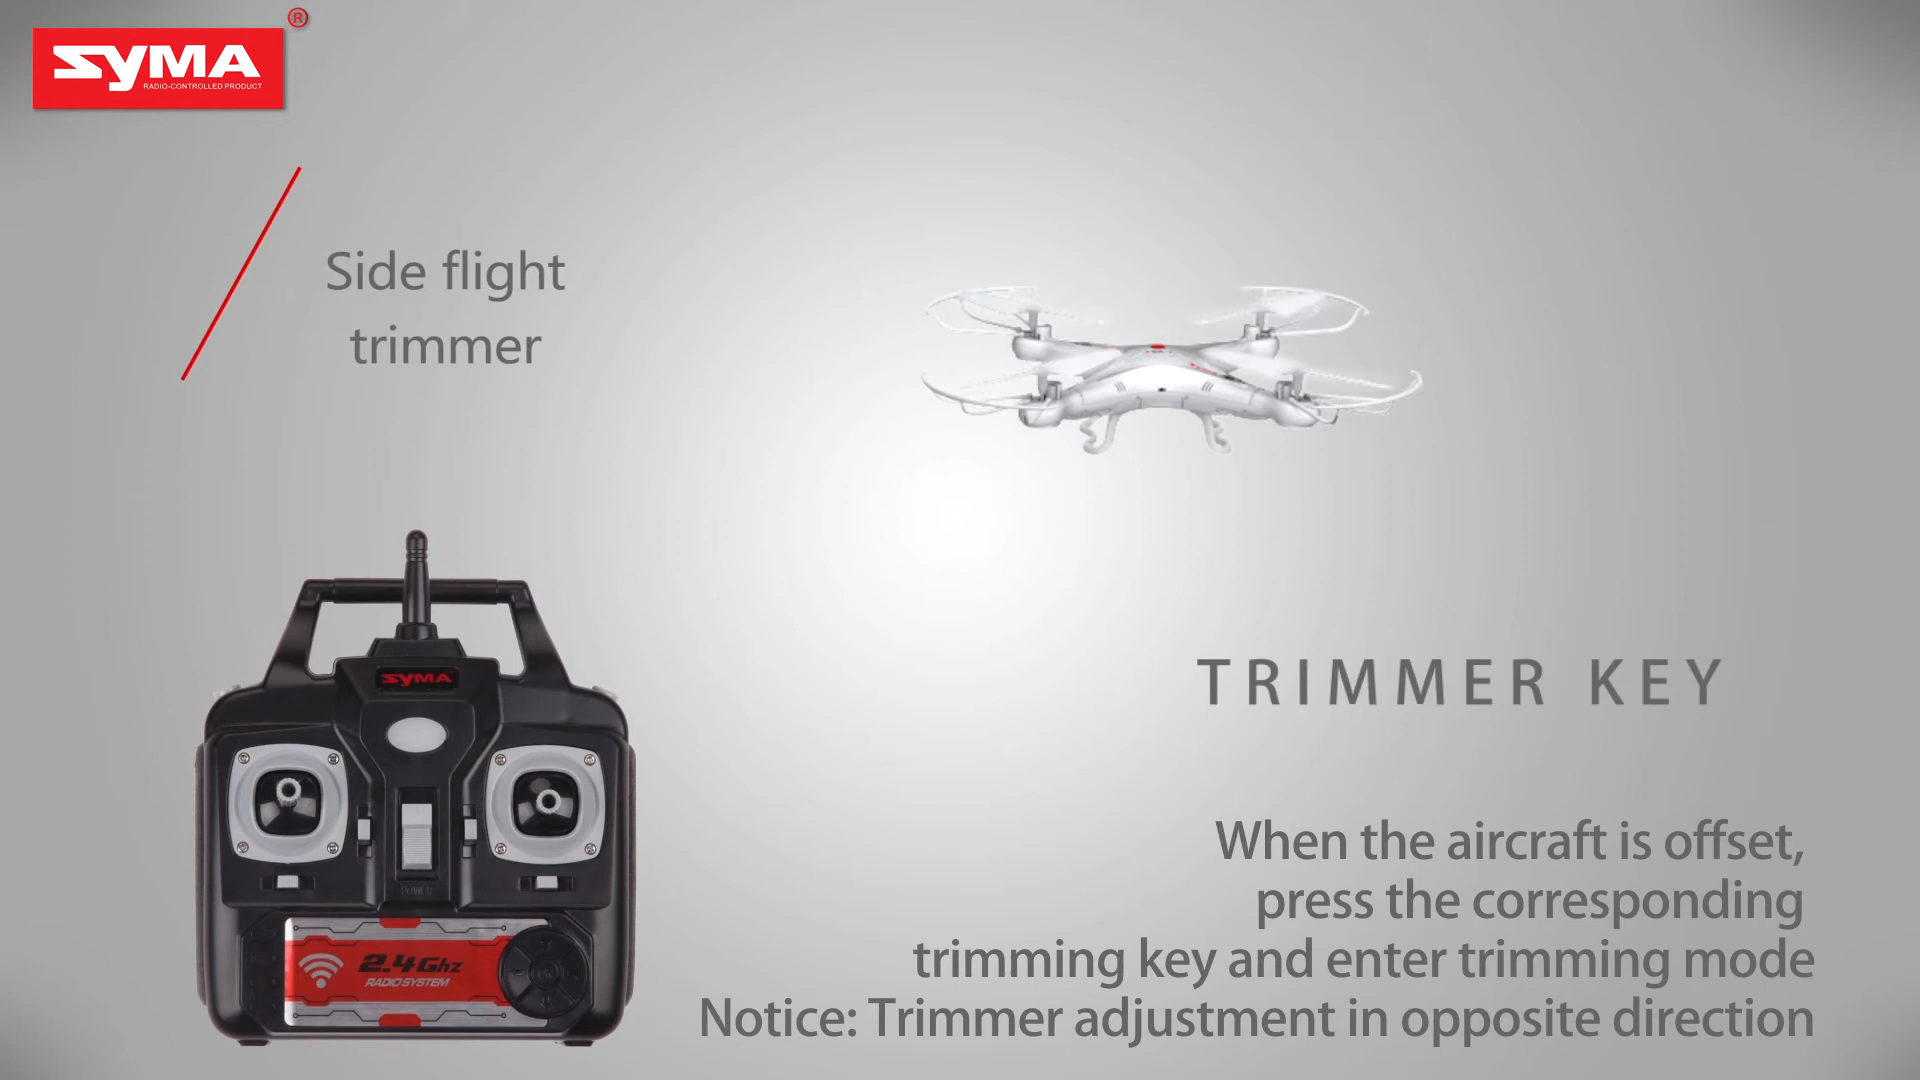 ®
SYMA
RADIO-CONTROLLED PRODUCT
Side flight
trimmer
SYMA
SYMA
TRIMMER KEY
When the aircraft is offset,
press the corresponding
trimming key and enter trimming mode
Notice: Trimmer adjustment in opposite direction
2.4Ghz
RADIO SYSTEM